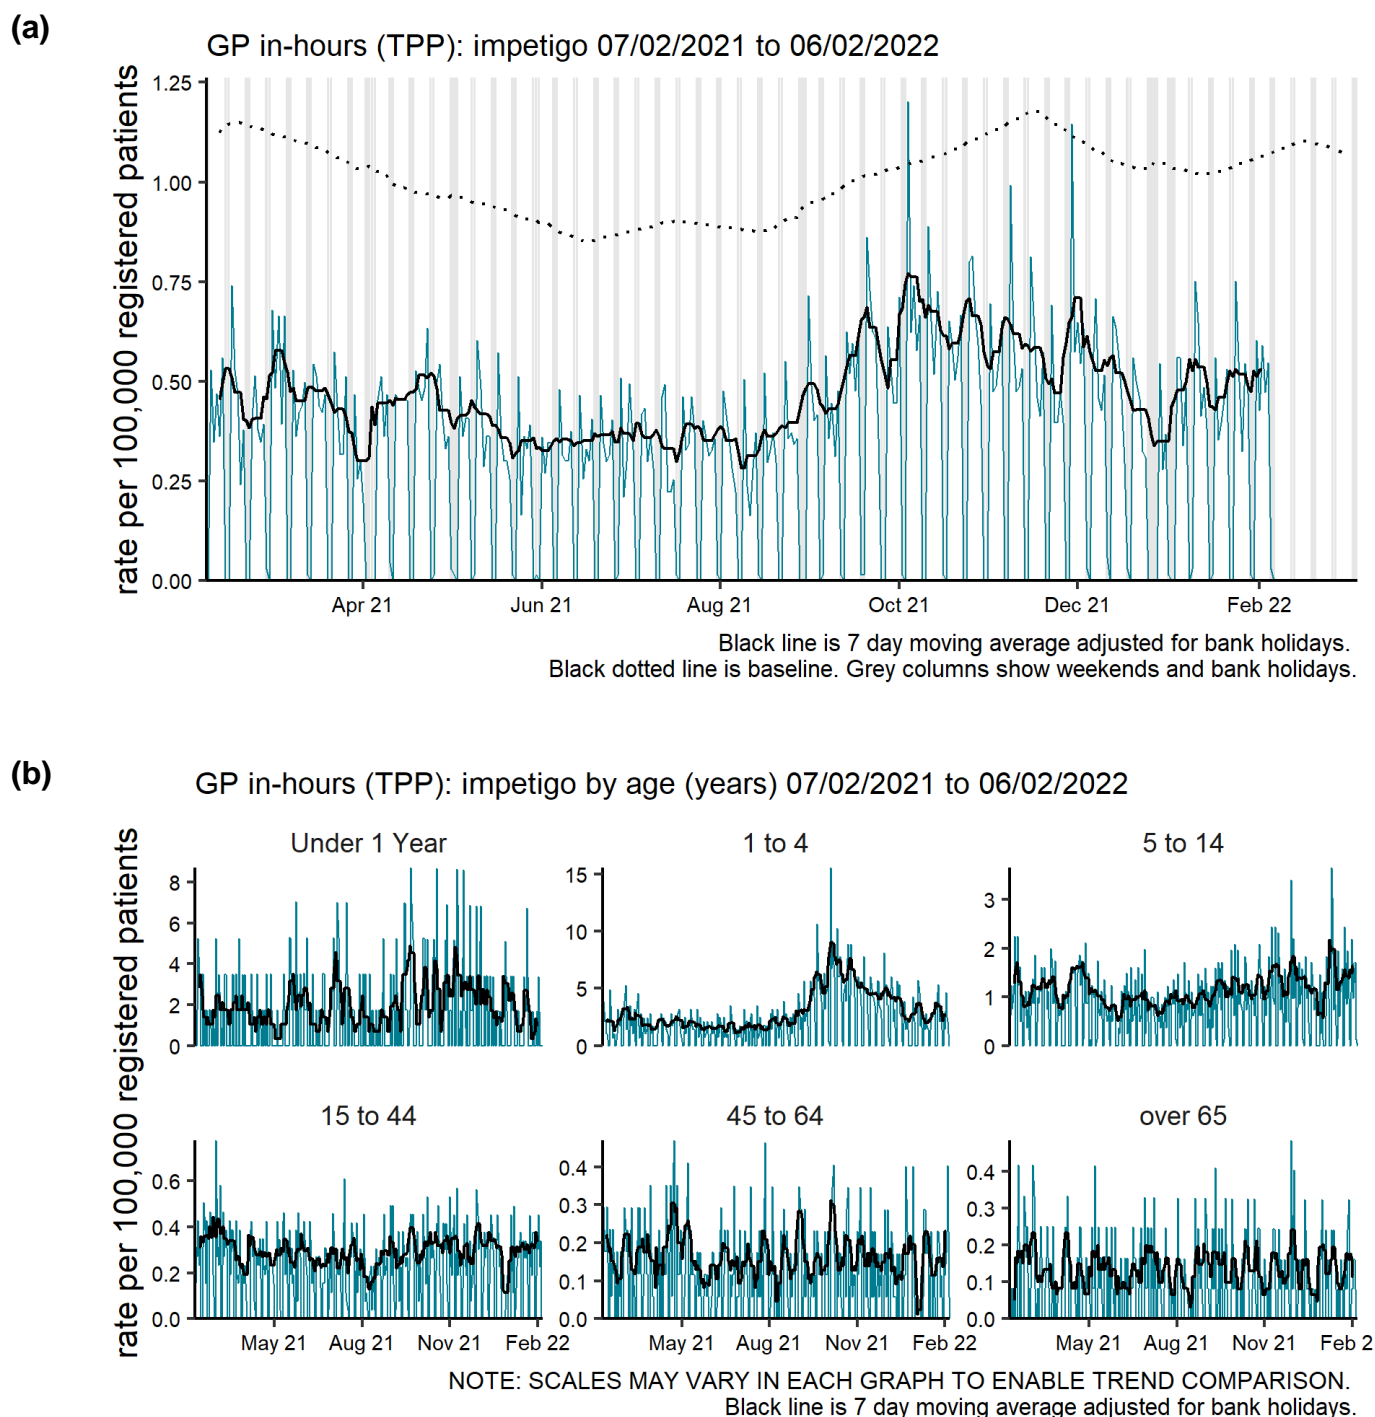 (a)
GP in-hours (TPP): impetigo 07/02/2021 to 06/02/2022
rate per 100,000 registered patients
1.25
1.00
0.75
0.50
0.25
0.00
Apr 21 Jun 21 Aug 21 Oct 21 Dec 21 Feb 22
Black line is 7 day moving average adjusted for bank holidays.
Black dotted line is baseline. Grey columns show weekends and bank holidays.
(b)
GP in-hours (TPP): impetigo by age (years) 07/02/2021 to 06/02/2022
rate per 100,000 registered patients
Under 1 Year
8
6
4
2
0
1 to 4
15
10
5
0
5 to 14
3
2
1
0
15 to 44
0.6
0.4
0.2
0.0
May 21 Aug 21 Nov 21 Feb 22
45 to 64
0.4
0.3
0.2
0.1
0.0
May 21 Aug 21 Nov 21 Feb 22
over 65
0.4
0.3
0.2
0.1
0.0
May 21 Aug 21 Nov 21 Feb 2
NOTE: SCALES MAY VARY IN EACH GRAPH TO ENABLE TREND COMPARISON.
Black line is 7 day moving average adjusted for bank holidays.